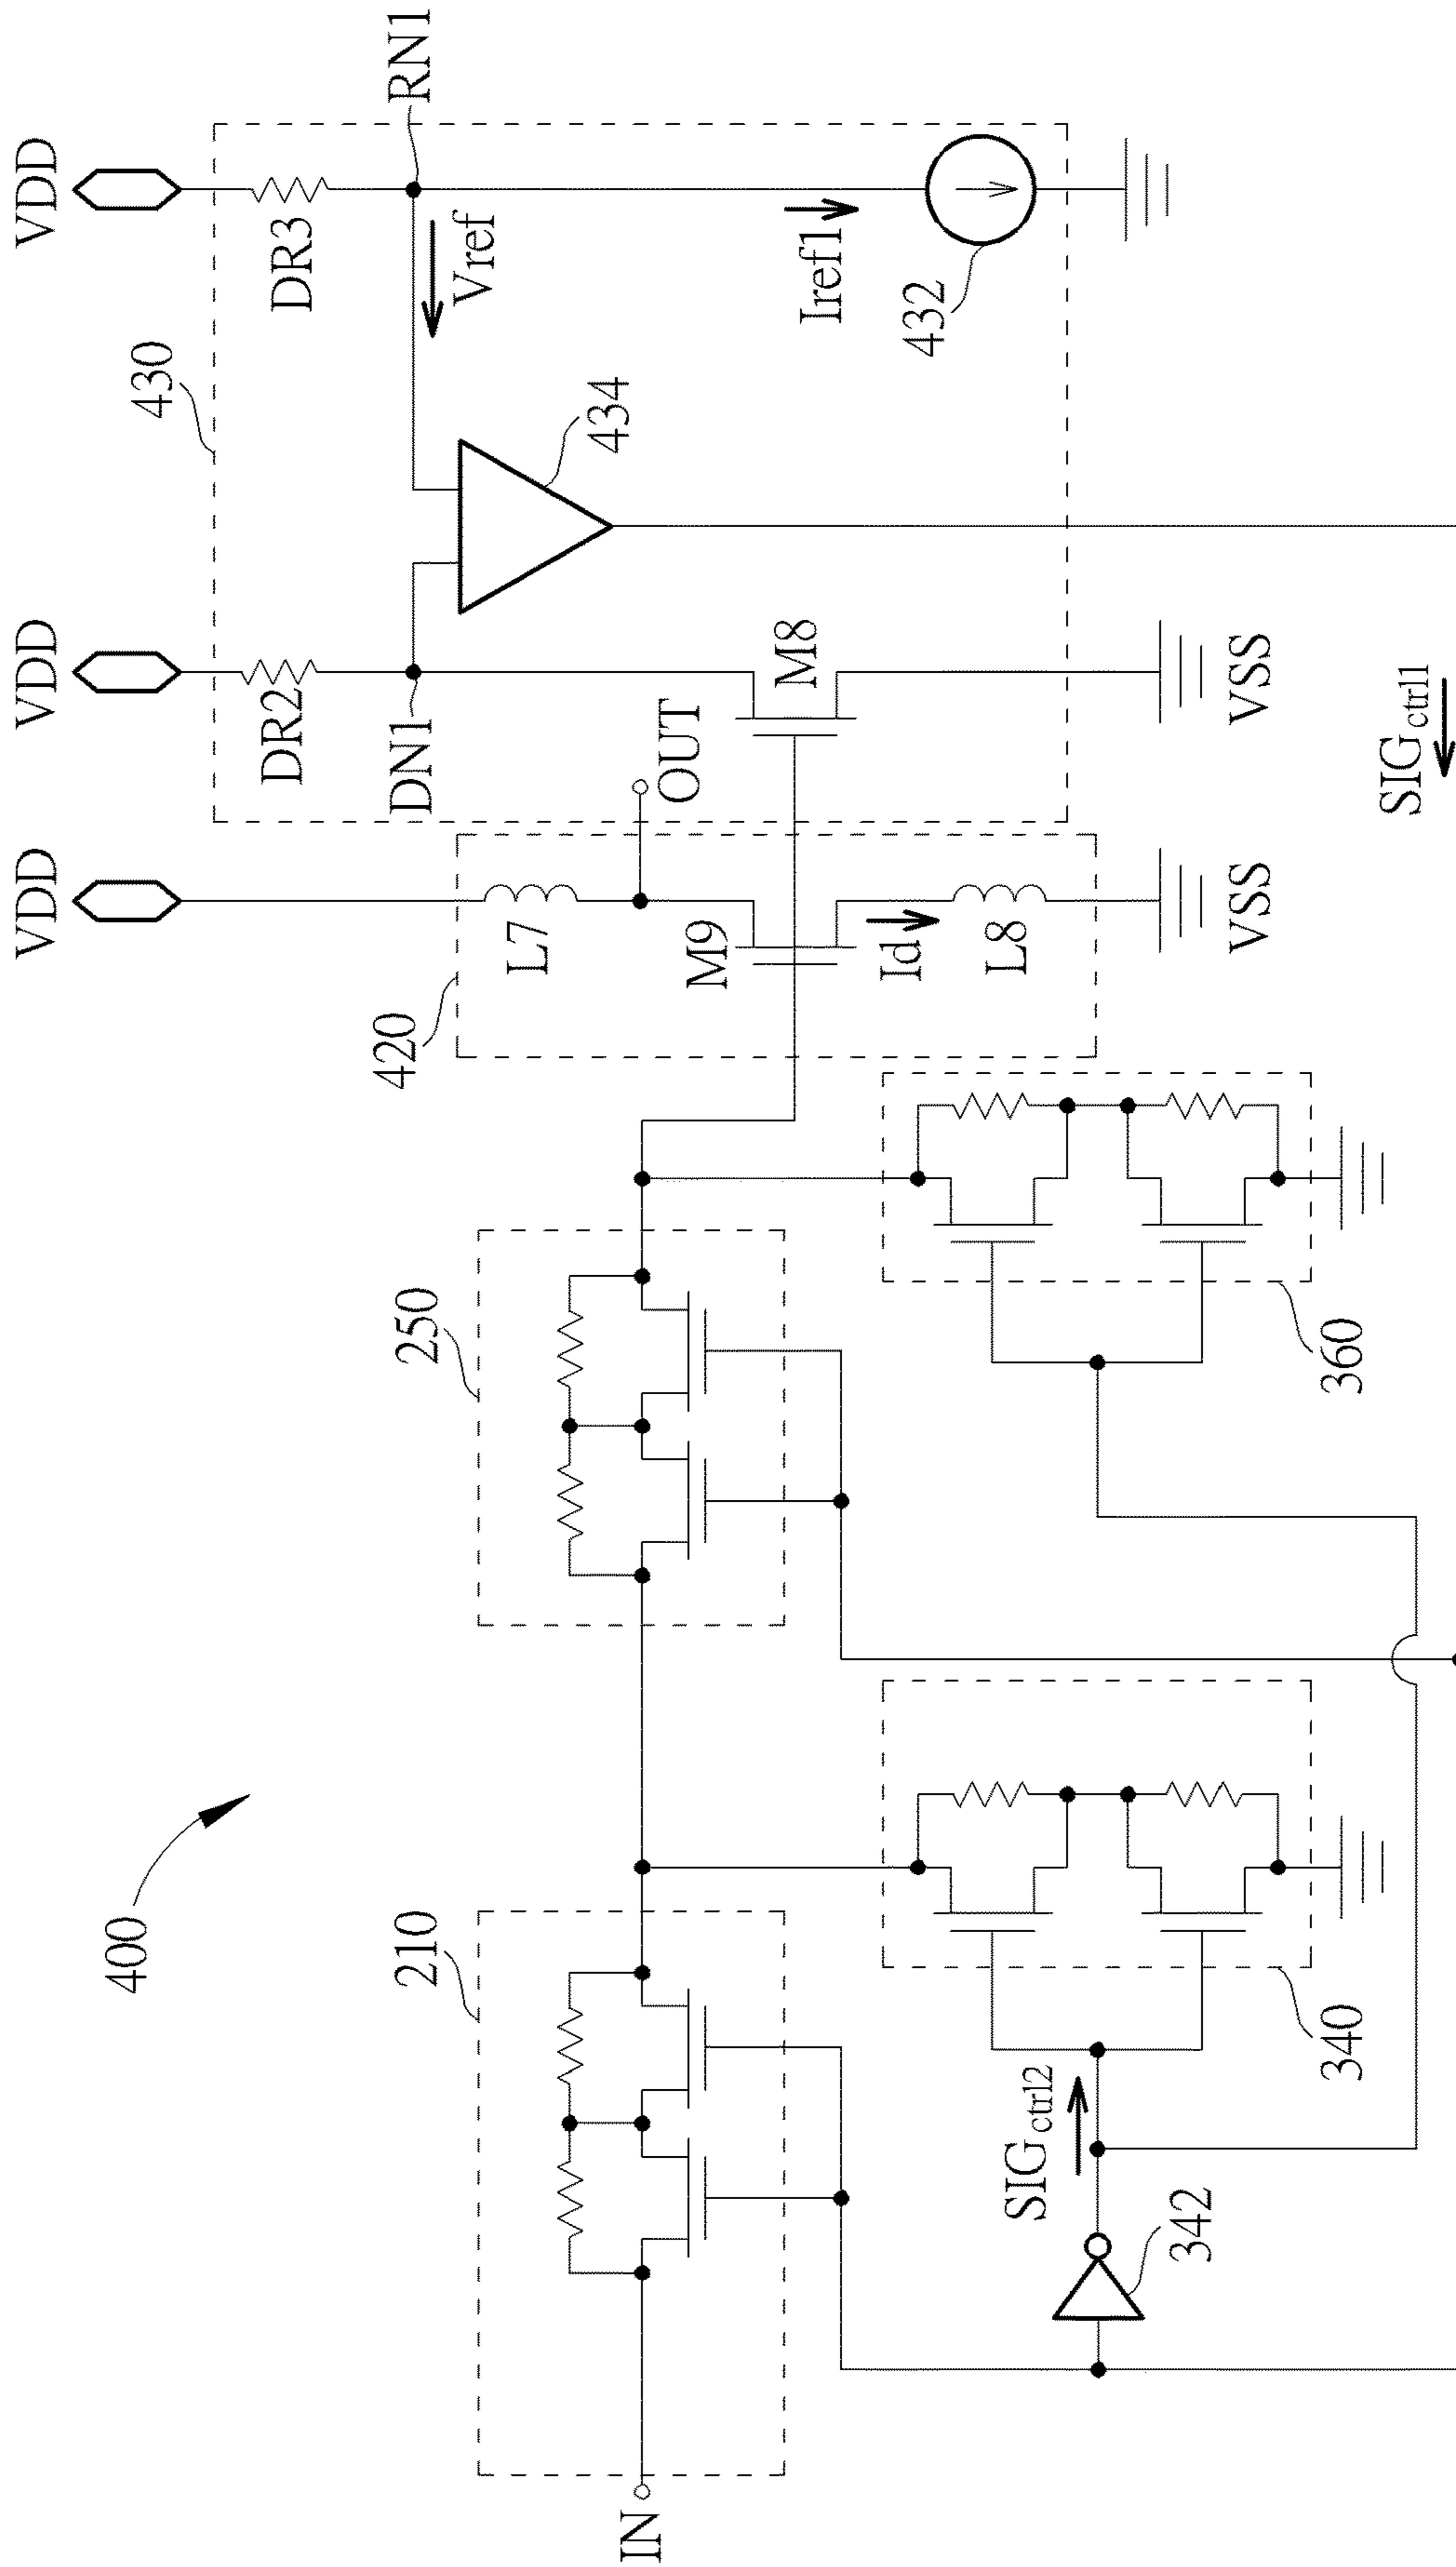 400
VDD
VDD
VDD
430
DR2
DR3
DN1
RN1
Vref
420
L7
OUT
434
M9
M8
Id
Iref1
L8
432
VSS
VSS
IN
210
250
SIGctrl2
342
340
360
SIGctrl1